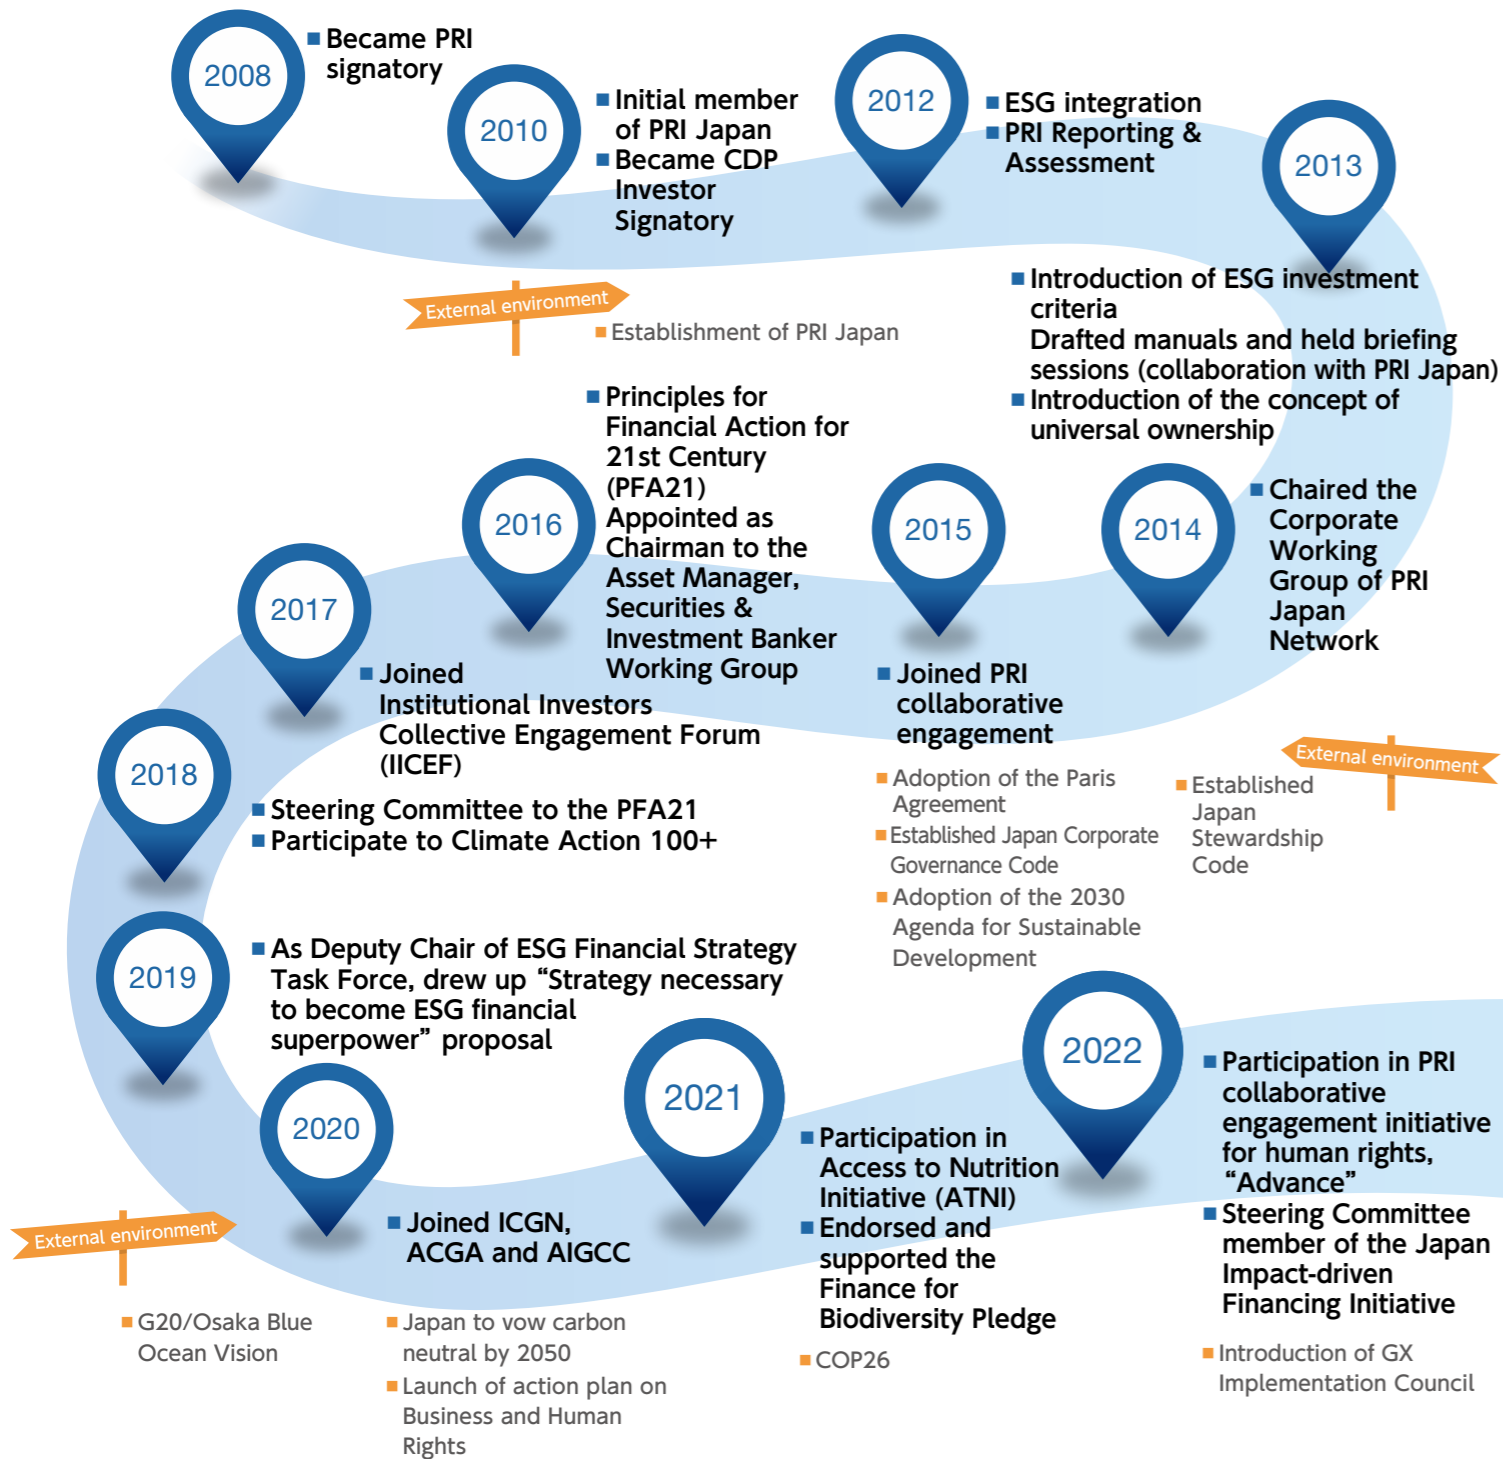 2008
Became PRI
signatory
2010
Initial member
of PRI Japan
Became CDP
Investor
Signatory
2012
ESG integration
PRI Reporting &
Assessment
2013
Introduction of ESG investment
criteria
Drafted manuals and held briefing
sessions (collaboration with PRI Japan)
Introduction of the concept of
universal ownership
External environment
Establishment of PRI Japan
2014
Chaired the
Corporate
Working
Group of PRI
Japan
Network
2015
Joined PRI
collaborative
engagement
2016
Principles for
Financial Action for
21st Century
(PFA21)
Appointed as
Chairman to the
Asset Manager,
Securities &
Investment Banker
Working Group
2017
Joined
Institutional Investors
Collective Engagement Forum
(IICEF)
External environment
Established
Japan
Stewardship
Code
Adoption of the Paris
Agreement
Established Japan Corporate
Governance Code
Adoption of the 2030
Agenda for Sustainable
Development
2018
Steering Committee to the PFA21
Participate to Climate Action 100+
2019
As Deputy Chair of ESG Financial Strategy
Task Force, drew up “Strategy necessary
to become ESG financial
superpower” proposal
2020
Joined ICGN,
ACGA and AIGCC
2021
Participation in
Access to Nutrition
Initiative (ATNI)
Endorsed and
supported the
Finance for
Biodiversity Pledge
2022
Participation in PRI
collaborative
engagement initiative
for human rights,
“Advance”
Steering Committee
member of the Japan
Impact-driven
Financing Initiative
External environment
G20/Osaka Blue
Ocean Vision
Japan to vow carbon
neutral by 2050
Launch of action plan on
Business and Human
Rights
COP26
Introduction of GX
Implementation Council